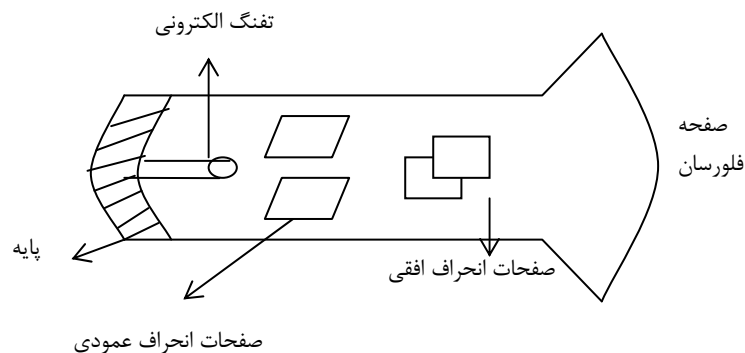 تفنگ الکترونی
صفحه
فلورسان
پایه
صفحات انحراف افقی
صفحات انحراف عمودی